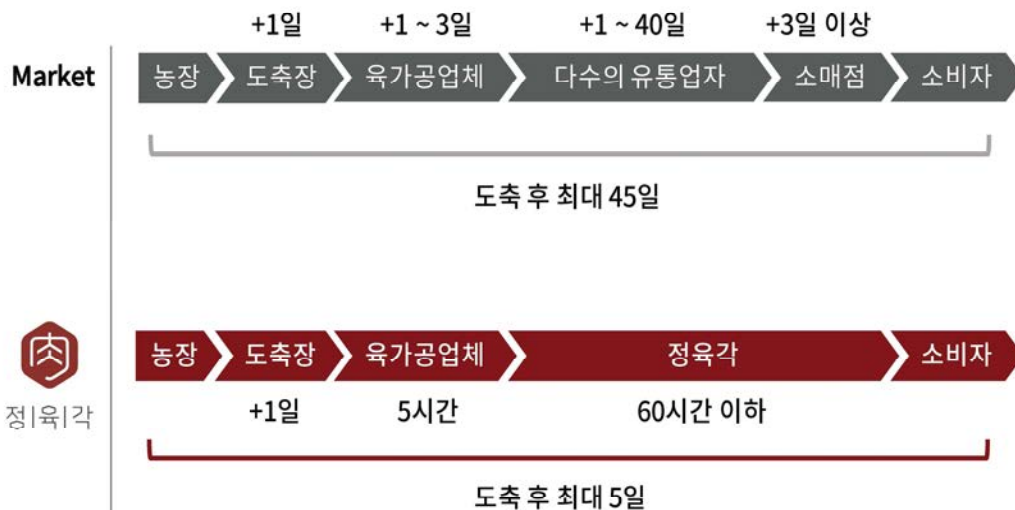 +1일 +1 ~ 3일 +1 ~ 40일 +3일 이상
Market 농장 도축장 육가공업체 다수의 유통업자 소매점 소비자
도축 후 최대 45일
肉 농장 도축장 육가공업체 정육각 소비자
정|육|각 +1일 5시간 60시간 이하
도축 후 최대 5일